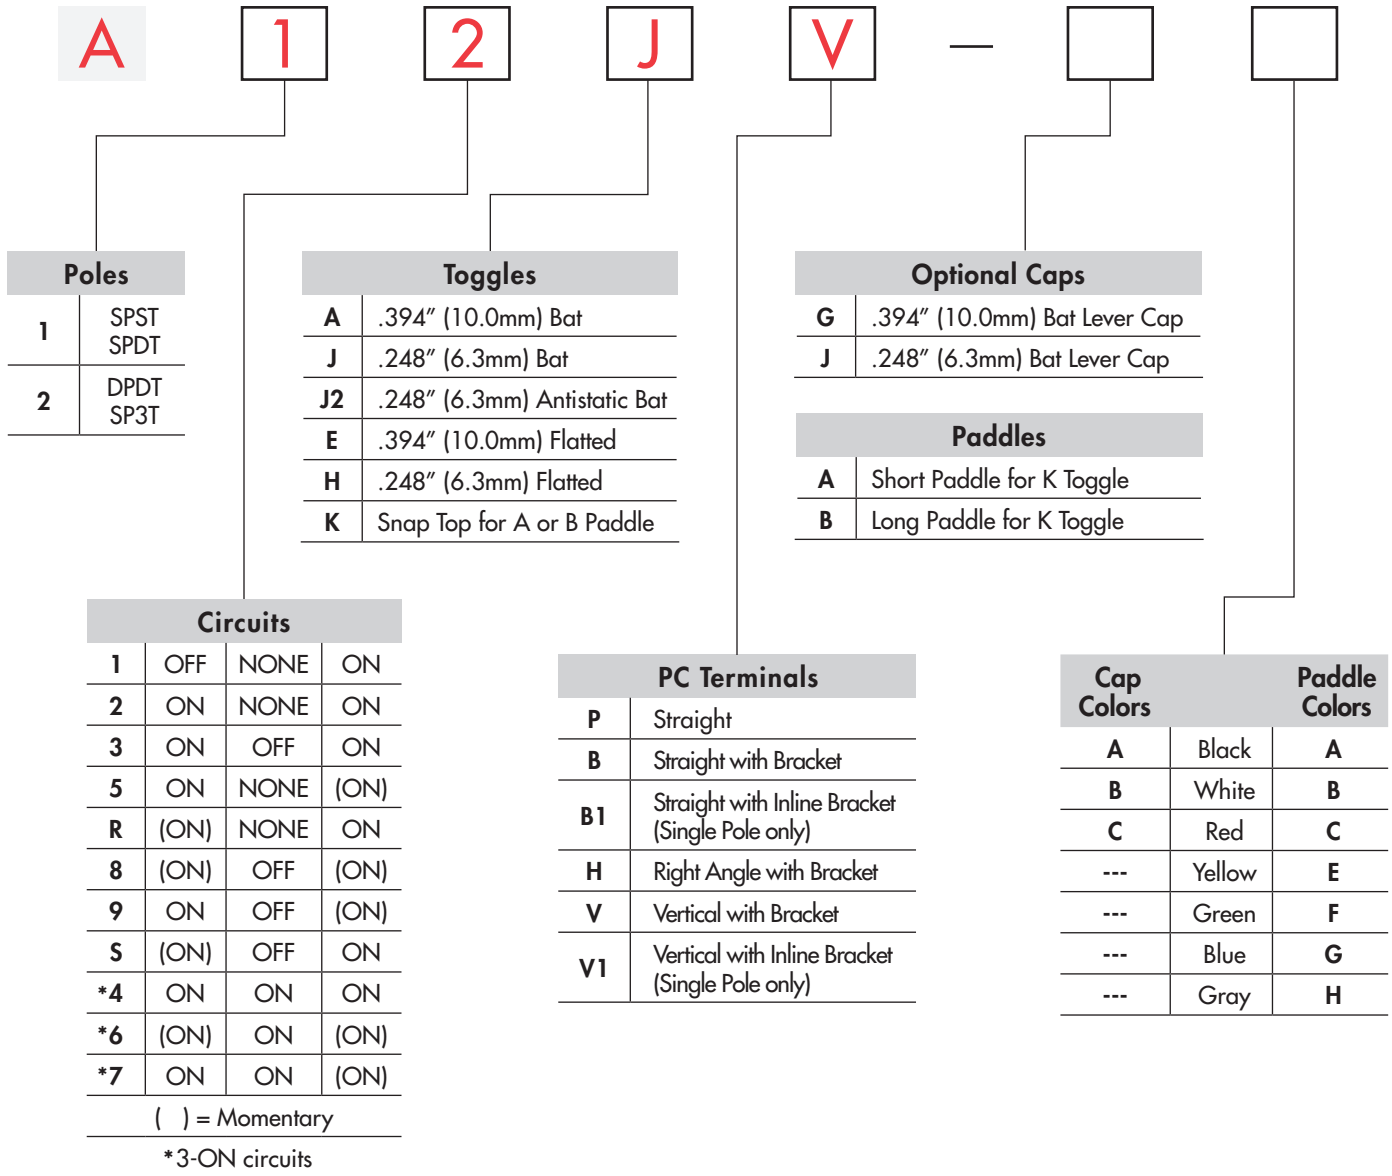 A 1 2 J V —
Poles
1 SPST SPDT
2 DPDT SP3T
Toggles
A .394" (10.0mm) Bat
J .248" (6.3mm) Bat
J2 .248" (6.3mm) Antistatic Bat
E .394" (10.0mm) Flatted
H .248" (6.3mm) Flatted
K Snap Top for A or B Paddle
Optional Caps
G .394" (10.0mm) Bat Lever Cap
J .248" (6.3mm) Bat Lever Cap
Paddles
A Short Paddle for K Toggle
B Long Paddle for K Toggle
Circuits
1 OFF NONE ON
2 ON NONE ON
3 ON OFF ON
5 ON NONE (ON)
R (ON) NONE ON
8 (ON) OFF (ON)
9 ON OFF (ON)
S (ON) OFF ON
*4 ON ON ON
*6 (ON) ON (ON)
*7 ON ON (ON)
( ) = Momentary
*3-ON circuits
PC Terminals
P Straight
B Straight with Bracket
B1 Straight with Inline Bracket
(Single Pole only)
H Right Angle with Bracket
V Vertical with Bracket
V1 Vertical with Inline Bracket
(Single Pole only)
Cap Colors Paddle Colors
A Black A
B White B
C Red C
--- Yellow E
--- Green F
--- Blue G
--- Gray H